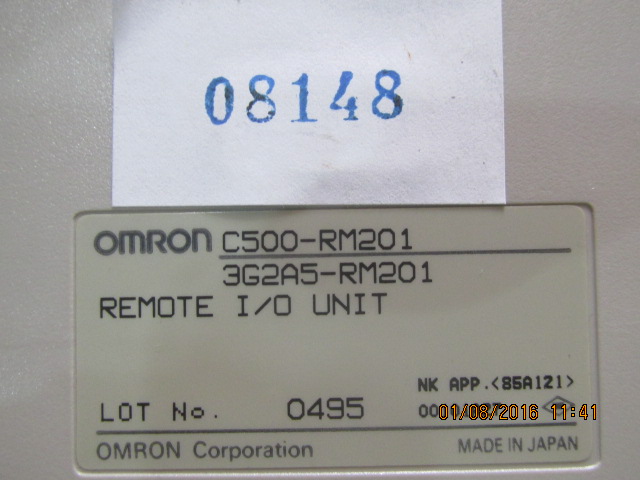 08148
OMRON C500-RM201
3G2A5-RM201
REMOTE I/O UNIT
NK APP.<85A121>
LOT No. 0495
01/08/2016 11:41
OMRON Corporation MADE IN JAPAN